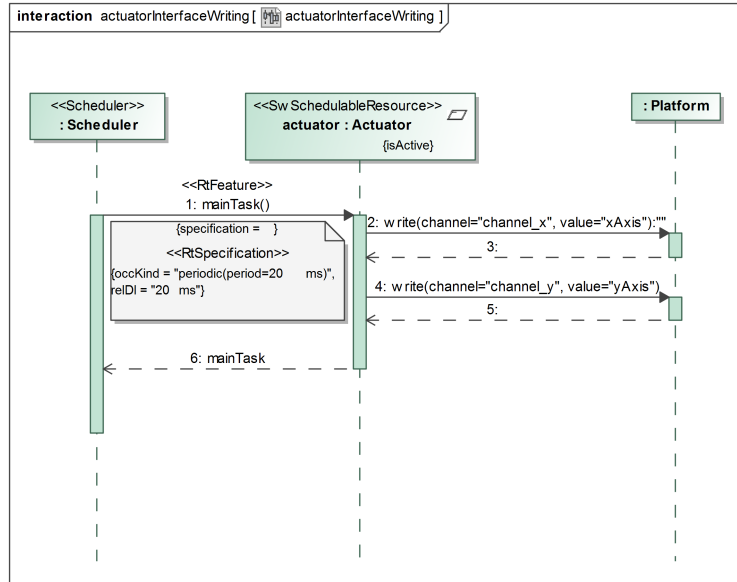 interaction actuatorInterfaceWriting [ actuatorInterfaceWriting ]
<<Scheduler>>
: Scheduler
<<SwSchedulableResource>>
actuator : Actuator
{isActive}
: Platform
<<RtFeature>>
1: mainTask()
{specification = }
<<RtSpecification>>
{occKind = "periodic(period=20 ms)",
relDl = "20 ms"}
2: write(channel="channel_x", value="xAxis"):""
3:
4: write(channel="channel_y", value="yAxis")
5:
6: mainTask